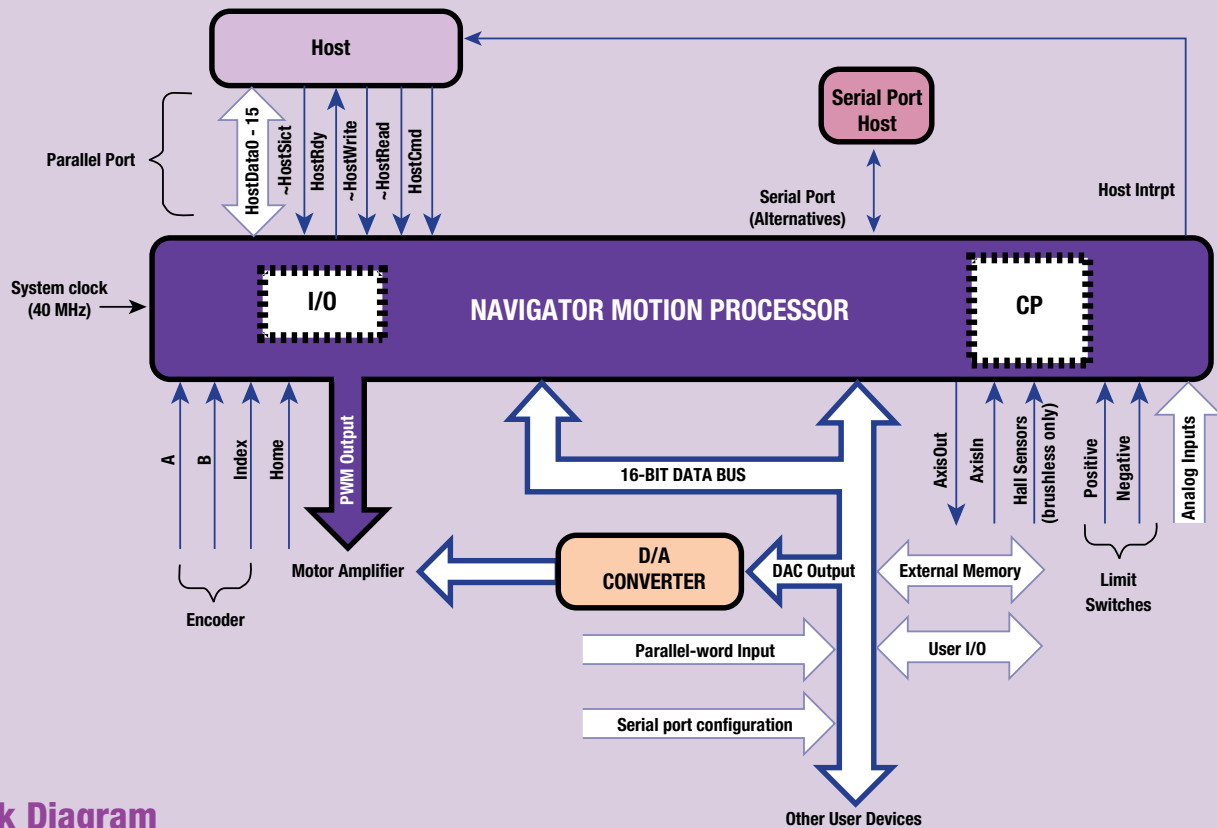 Host
Serial Port
Host
Parallel Port
HostData0 - 15
~HostSlct
HostRdy
~HostWrite
~HostRead
HostCmd
Serial Port
(Alternatives)
Host Intrpt
System clock
(40 MHz)
I/O
NAVIGATOR MOTION PROCESSOR
CP
A
B
Index
Home
PWM Output
16-BIT DATA BUS
AxisOut
AxisIn
Hall Sensors
(brushless only)
Positive
Negative
Analog Inputs
Encoder
Motor Amplifier
D/A
CONVERTER
DAC Output
External Memory
Limit
Switches
Parallel-word Input
User I/O
Serial port configuration
k Diagram
Other User Devices